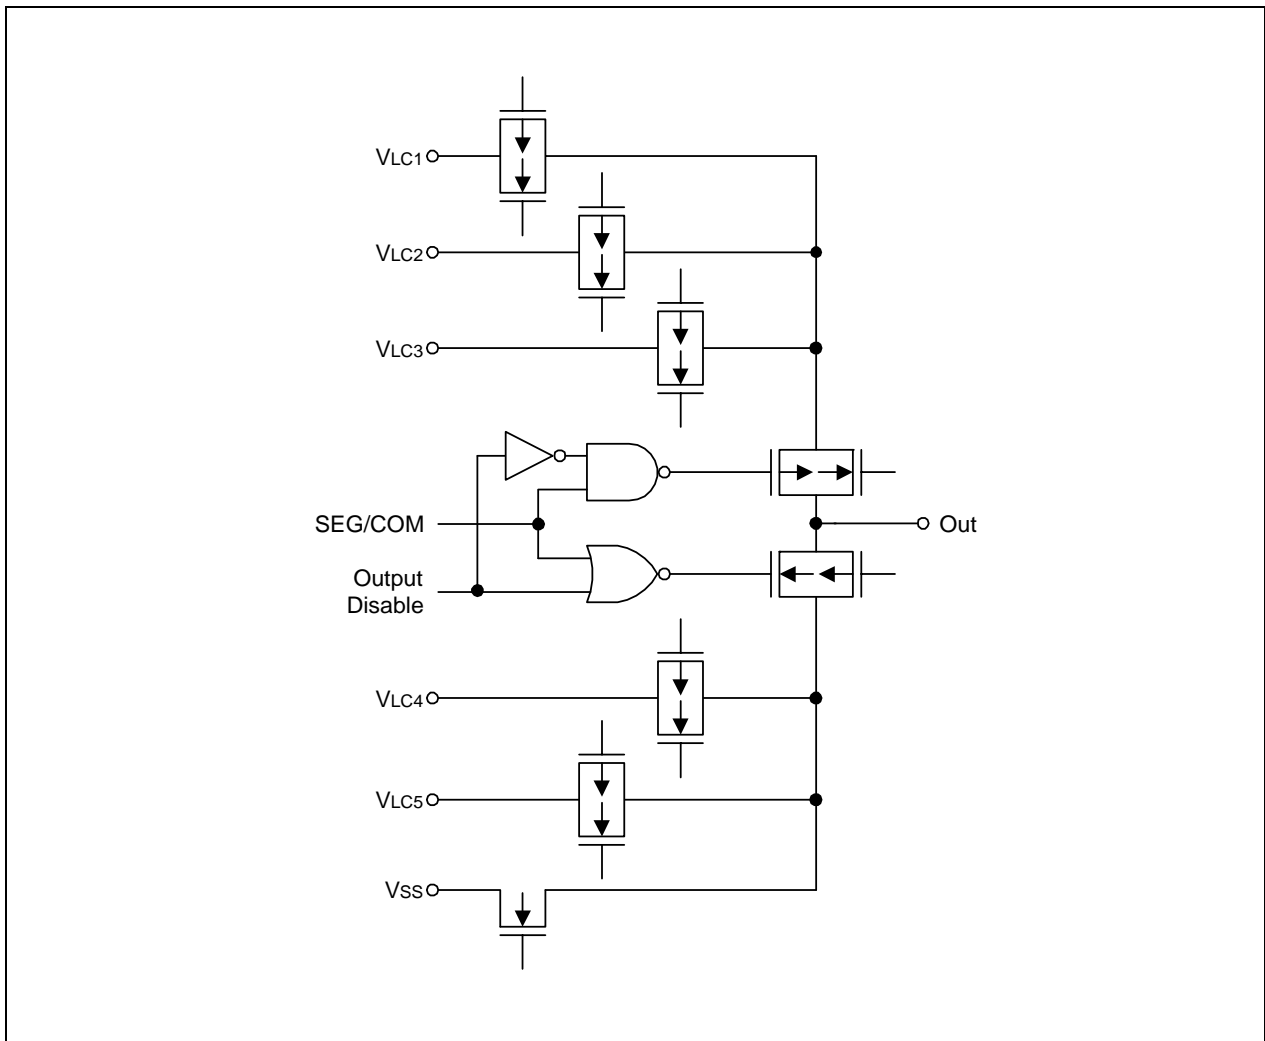 VLC1
VLC2
VLC3
SEG/COM
Out
Output
Disable
VLC4
VLC5
VSS